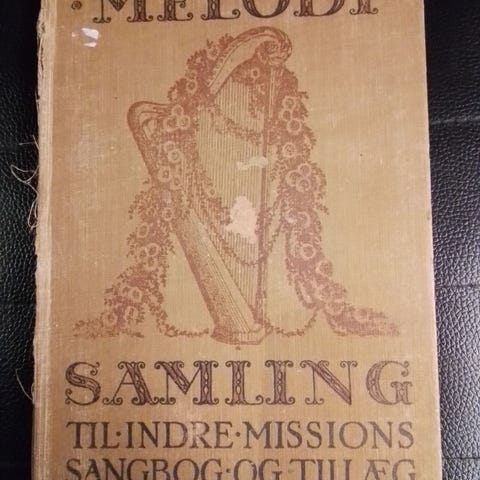 ·MELODI
SAMLING
TIL·INDRE·MISSIONS
SANGBOG·OG·TILLÆG